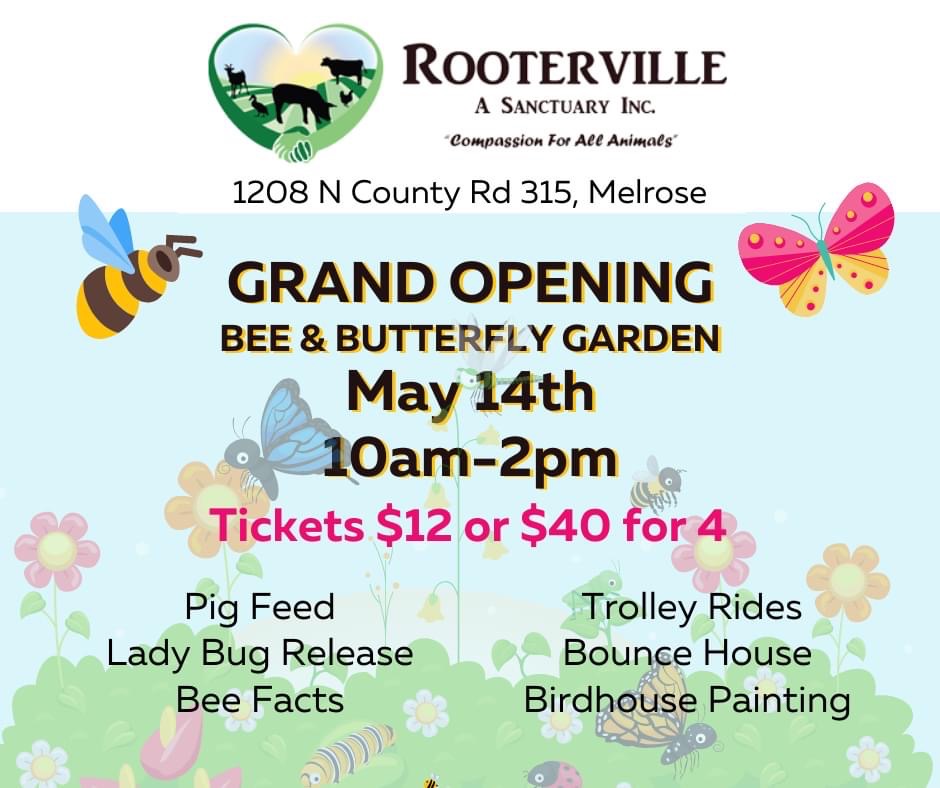 ROOTERVILLE
A SANCTUARY INC.
"Compassion For All Animals"
1208 N County Rd 315, Melrose
GRAND OPENING
BEE & BUTTERFLY GARDEN
May 14th
10am-2pm
Tickets $12 or $40 for 4
Pig Feed
Lady Bug Release
Bee Facts
Trolley Rides
Bounce House
Birdhouse Painting